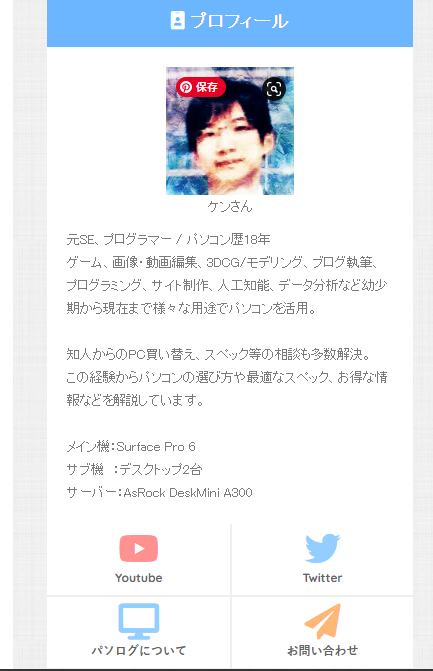 プロフィール
保存
ケンさん
元SE、プログラマー / パソコン歴18年
ゲーム、画像・動画編集、3DCG/モデリング、ブログ執筆、
プログラミング、サイト制作、人工知能、データ分析など幼少
期から現在まで様々な用途でパソコンを活用。
知人からのPC買い替え、スペック等の相談も多数解決。
この経験からパソコンの選び方や最適なスペック、お得な情
報などを解説しています。
メイン機：Surface Pro 6
サブ機　：デスクトップ2台
サーバー：AsRock DeskMini A300
Youtube
Twitter
パソログについて
お問い合わせ